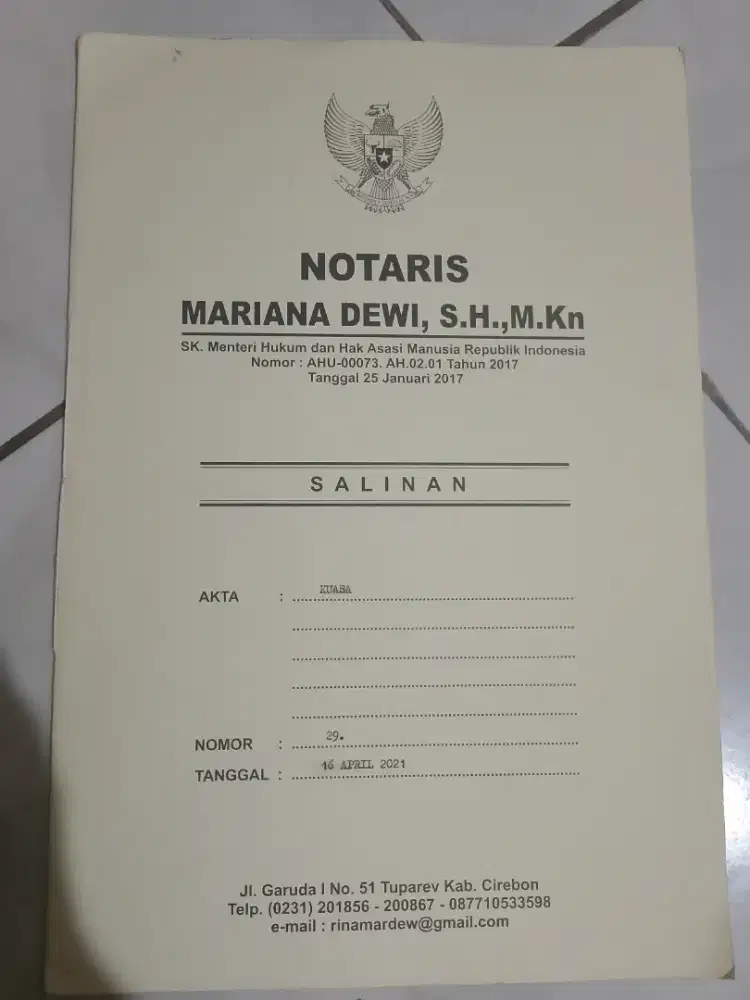 NOTARIS
MARIANA DEWI, S.H.,M.Kn
SK. Menteri Hukum dan Hak Asasi Manusia Republik Indonesia
Nomor : AHU-00073. AH.02.01 Tahun 2017
Tanggal 25 Januari 2017
SALINAN
AKTA : KUASA
NOMOR : 29.
TANGGAL : 16 APRIL 2021
Jl. Garuda I No. 51 Tuparev Kab. Cirebon
Telp. (0231) 201856 - 200867 - 087710533598
e-mail : rinamardew@gmail.com